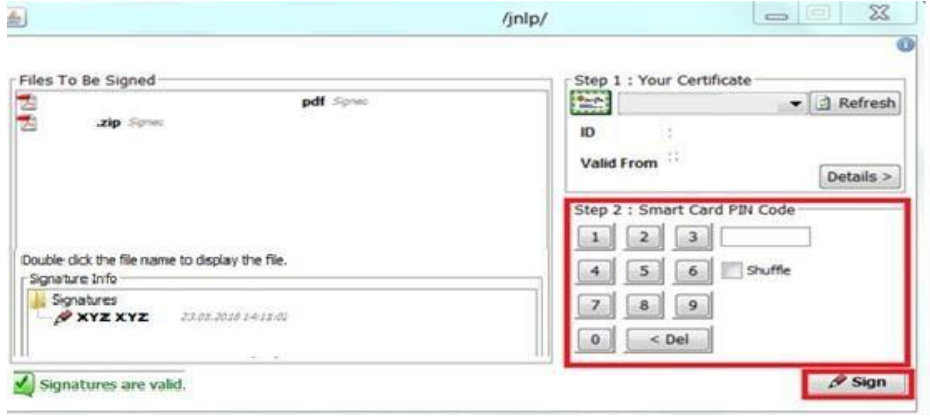 /jnlp/
Files To Be Signed
pdf Signed
.zip Signed
Double click the file name to display the file.
Signature Info
Signatures
XYZ XYZ
Signatures are valid.
Step 1 : Your Certificate
Refresh
ID :
Valid From :
Details >
Step 2 : Smart Card PIN Code
1 2 3
4 5 6 Shuffle
7 8 9
0 < Del
Sign